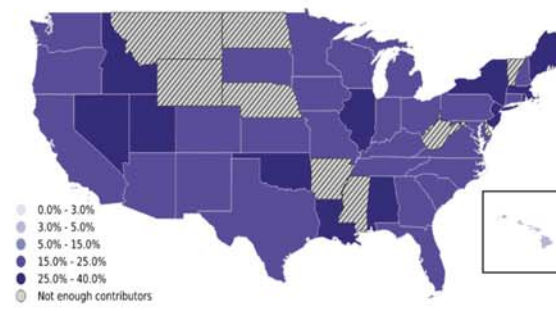 0.0% - 3.0%
3.0% - 5.0%
5.0% - 15.0%
15.0% - 25.0%
25.0% - 40.0%
Not enough contributors